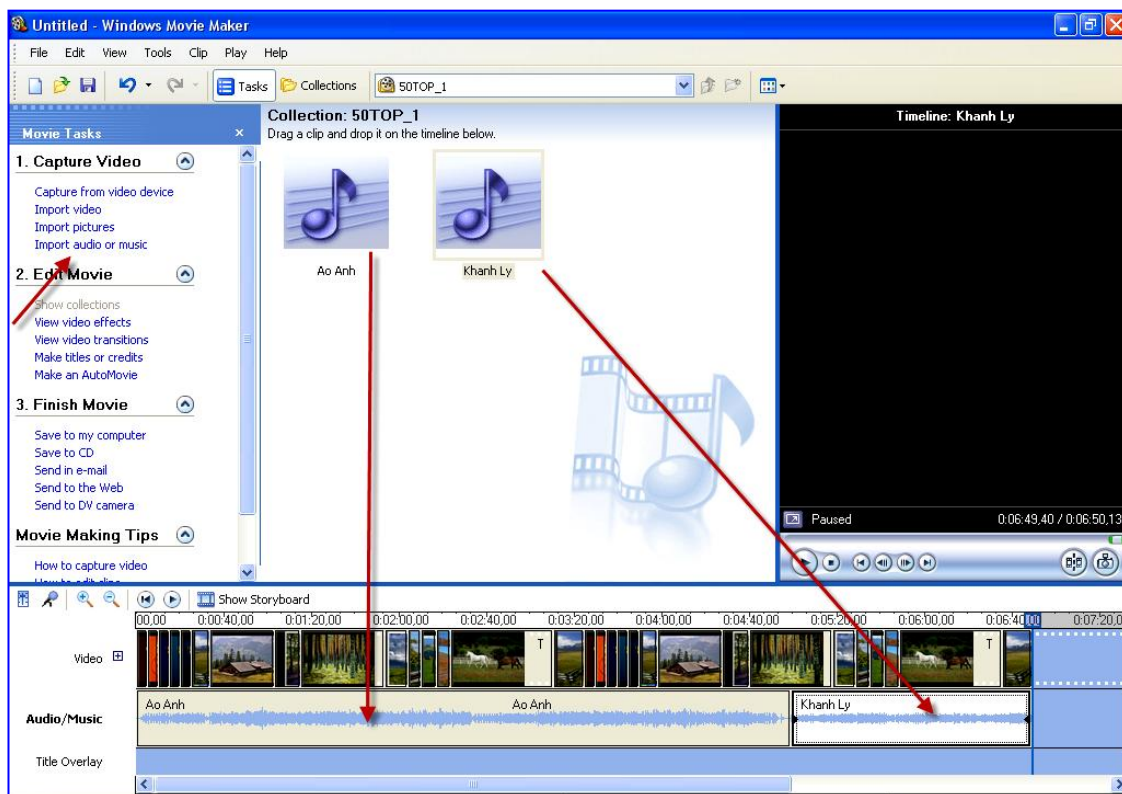 Untitled - Windows Movie Maker
File Edit View Tools Clip Play Help
Tasks Collections 50TOP_1
Movie Tasks
1. Capture Video
Capture from video device
Import video
Import pictures
Import audio or music
2. Edit Movie
Show collections
View video effects
View video transitions
Make titles or credits
Make an AutoMovie
3. Finish Movie
Save to my computer
Save to CD
Send in e-mail
Send to the Web
Send to DV camera
Movie Making Tips
How to capture video
Collection: 50TOP_1
Drag a clip and drop it on the timeline below.
Ao Anh Khanh Ly
Timeline: Khanh Ly
Paused 0:06:49,40 / 0:06:50,13
Show Storyboard
00,00 0:00:40,00 0:01:20,00 0:02:00,00 0:02:40,00 0:03:20,00 0:04:00,00 0:04:40,00 0:05:20,00 0:06:00,00 0:06:40,00 0:07:20,0
Video T T
Audio/Music Ao Anh Ao Anh Khanh Ly
Title Overlay